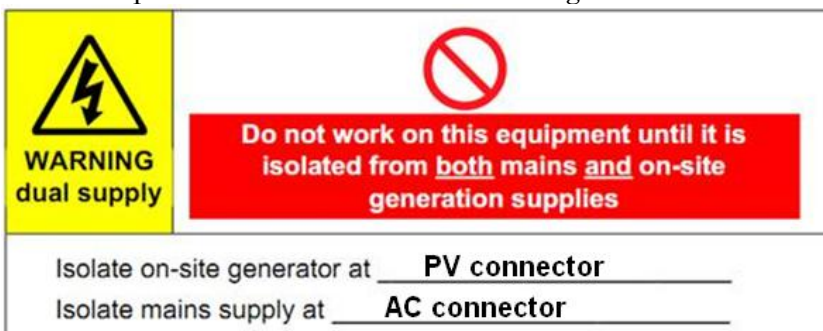 WARNING
dual supply
Do not work on this equipment until it is
isolated from both mains and on-site
generation supplies
Isolate on-site generator at PV connector
Isolate mains supply at AC connector